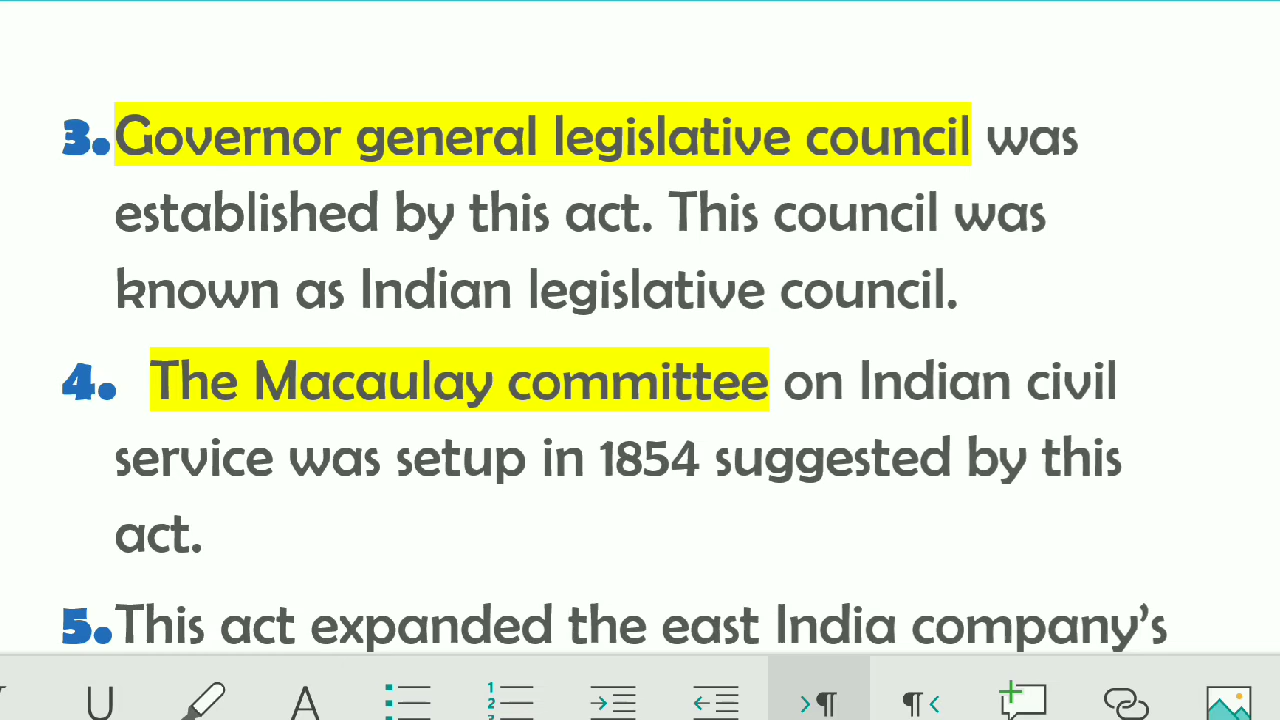 3. Governor general legislative council was
established by this act. This council was
known as Indian legislative council.
4. The Macaulay committee on Indian civil
service was setup in 1854 suggested by this
act.
5. This act expanded the east India company's
U A